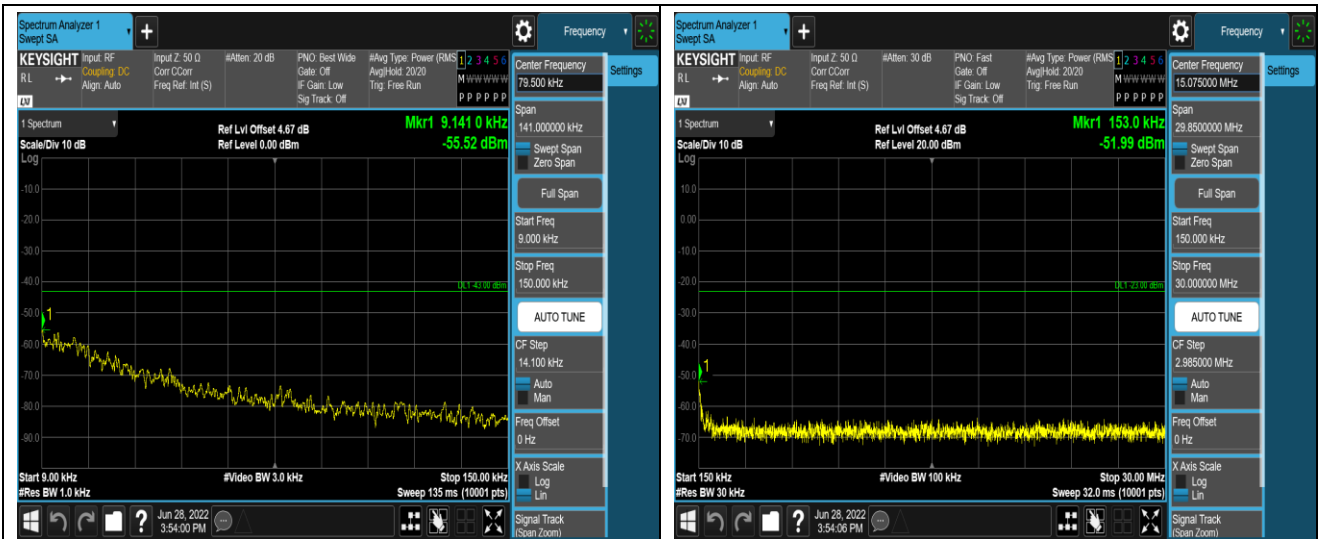 Spectrum Analyzer 1
Swept SA
+
Frequency
KEYSIGHT
RL
LXI
Input: RF
Coupling: DC
Align: Auto
Input Z: 50 Ω
Corr CCorr
Freq Ref: Int (S)
#Atten: 20 dB
PNO: Best Wide
Gate: Off
IF Gain: Low
Sig Track: Off
#Avg Type: Power (RMS
Avg|Hold: 20/20
Trig: Free Run
1 2 3 4 5 6
M W W W W W
P P P P P P
Center Frequency
79.500 kHz
Settings
Span
141.000000 kHz
Swept Span
Zero Span
Full Span
Start Freq
9.000 kHz
Stop Freq
150.000 kHz
AUTO TUNE
CF Step
14.100 kHz
Auto
Man
Freq Offset
0 Hz
X Axis Scale
Log
Lin
Signal Track
(Span Zoom)
1 Spectrum
Scale/Div 10 dB
Ref Lvl Offset 4.67 dB
Ref Level 0.00 dBm
Mkr1 9.141 0 kHz
-55.52 dBm
Log
-10.0
-20.0
-30.0
-40.0
DL1 -43.00 dBm
-50.0
1
-60.0
-70.0
-80.0
-90.0
Start 9.00 kHz
#Video BW 3.0 kHz
Stop 150.00 kHz
#Res BW 1.0 kHz
Sweep 135 ms (10001 pts)
?
Jun 28, 2022
3:54:00 PM
Spectrum Analyzer 1
Swept SA
+
Frequency
KEYSIGHT
RL
LXI
Input: RF
Coupling: DC
Align: Auto
Input Z: 50 Ω
Corr CCorr
Freq Ref: Int (S)
#Atten: 30 dB
PNO: Fast
Gate: Off
IF Gain: Low
Sig Track: Off
#Avg Type: Power (RMS
Avg|Hold: 20/20
Trig: Free Run
1 2 3 4 5 6
M W W W W W
P P P P P P
Center Frequency
15.075000 MHz
Settings
Span
29.8500000 MHz
Swept Span
Zero Span
Full Span
Start Freq
150.000 kHz
Stop Freq
30.000000 MHz
AUTO TUNE
CF Step
2.985000 MHz
Auto
Man
Freq Offset
0 Hz
X Axis Scale
Log
Lin
Signal Track
(Span Zoom)
1 Spectrum
Scale/Div 10 dB
Ref Lvl Offset 4.67 dB
Ref Level 20.00 dBm
Mkr1 153.0 kHz
-51.99 dBm
Log
10.0
0.00
-10.0
-20.0
DL1 -23.00 dBm
-30.0
-40.0
1
-50.0
-60.0
-70.0
Start 150 kHz
#Video BW 100 kHz
Stop 30.00 MHz
#Res BW 30 kHz
Sweep 32.0 ms (10001 pts)
?
Jun 28, 2022
3:54:06 PM